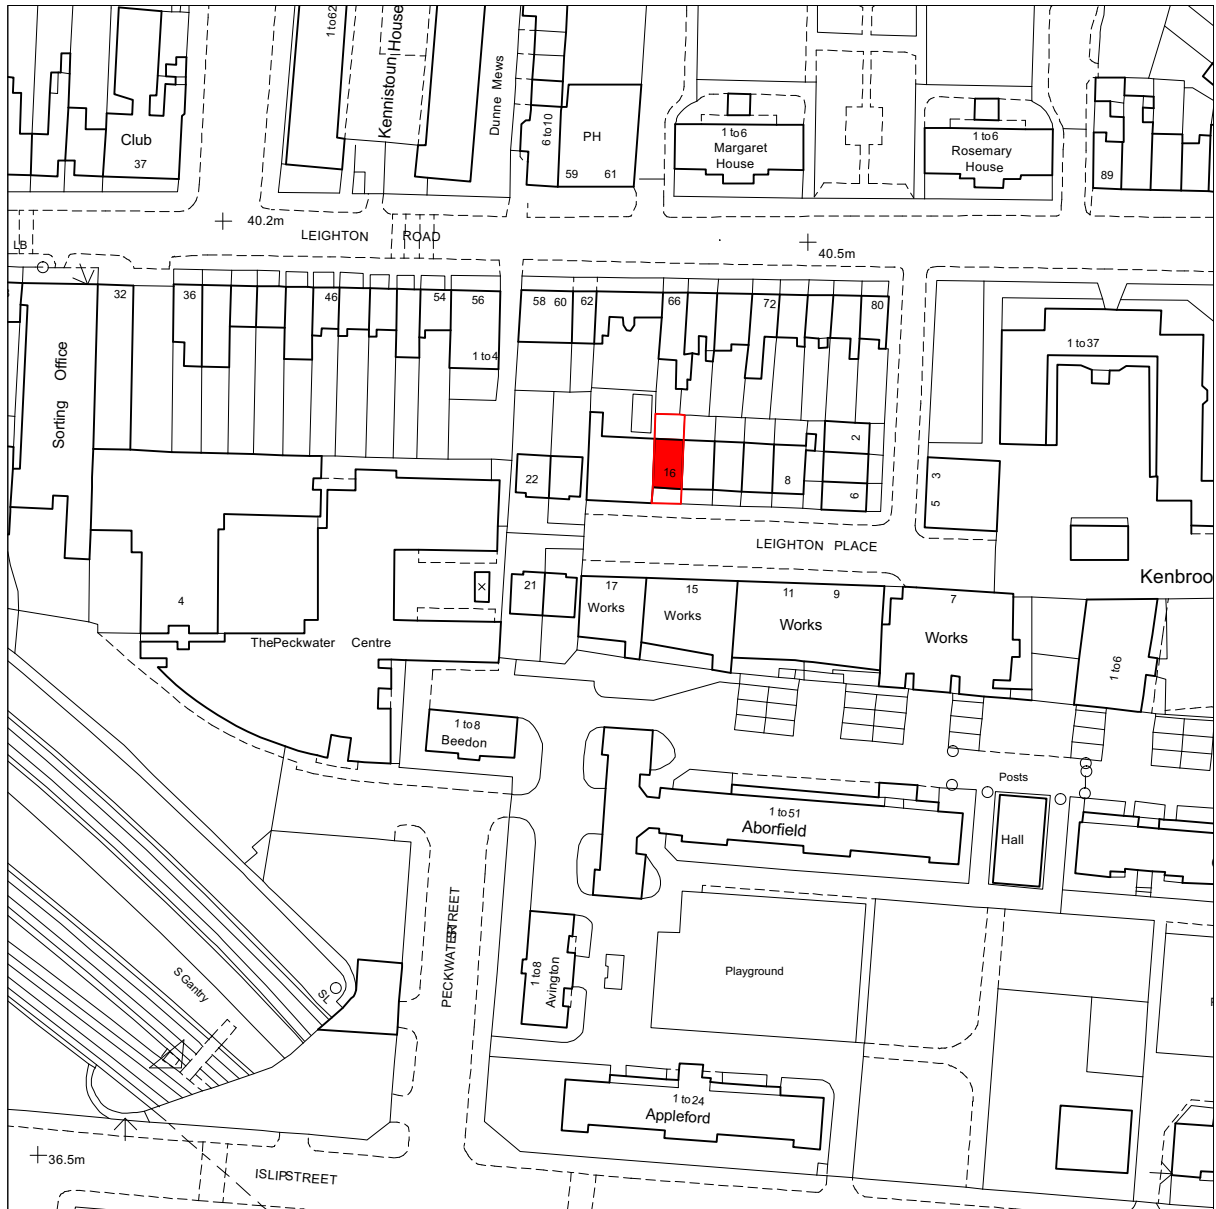 1 to 62
Kennistoun House
Dunne Mews
6 to 10
PH
59
61
1 to 6
Margaret
House
1 to 6
Rosemary
House
89
Club
37
40.2m
LEIGHTON ROAD
40.5m
LB
32
36
46
54
56
58
60
62
66
72
80
1 to 4
1 to 37
Sorting Office
22
16
8
2
6
3
5
LEIGHTON PLACE
Kenbroo
4
21
17
Works
15
Works
11
9
Works
7
Works
1 to 6
The Peckwater Centre
1 to 8
Beedon
Posts
1 to 51
Aborfield
Hall
PECKWATER STREET
1 to 8
Avington
Playground
S Gantry
SL
1 to 24
Appleford
36.5m
ISLIP STREET